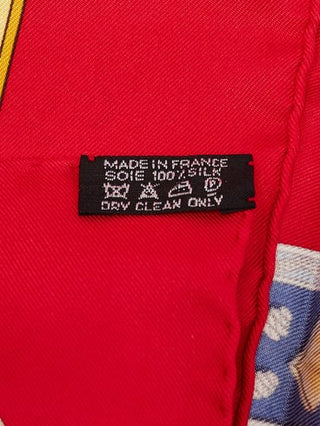 MADE IN FRANCE
SOIE 100% SILK
P
DRY CLEAN ONLY